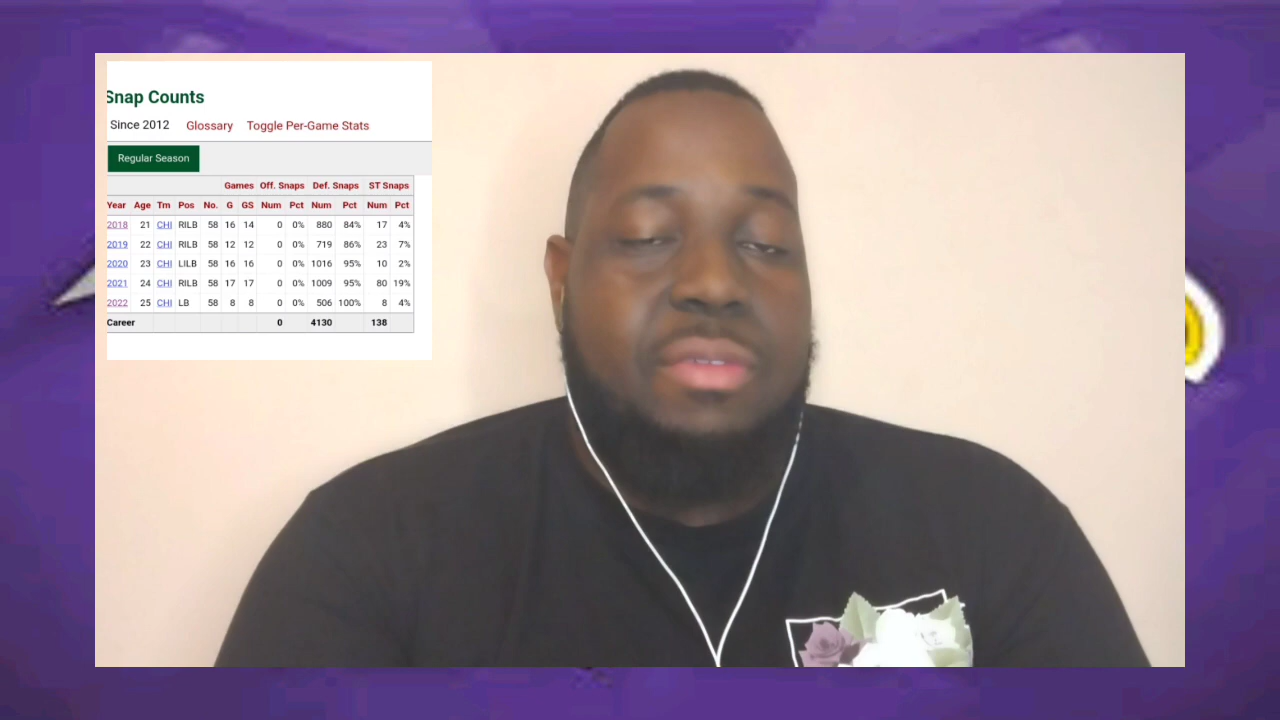 Snap Counts
Since 2012 Glossary Toggle Per-Game Stats
Regular Season
Games Off. Snaps Def. Snaps ST Snaps
Year Age Tm Pos No. G GS Num Pct Num Pct Num Pct
2018 21 CHI RILB 58 16 14 0 0% 880 84% 17 4%
2019 22 CHI RILB 58 12 12 0 0% 719 86% 23 7%
2020 23 CHI LILB 58 16 16 0 0% 1016 95% 10 2%
2021 24 CHI RILB 58 17 17 0 0% 1009 95% 80 19%
2022 25 CHI LB 58 8 8 0 0% 506 100% 8 4%
Career 0 4130 138